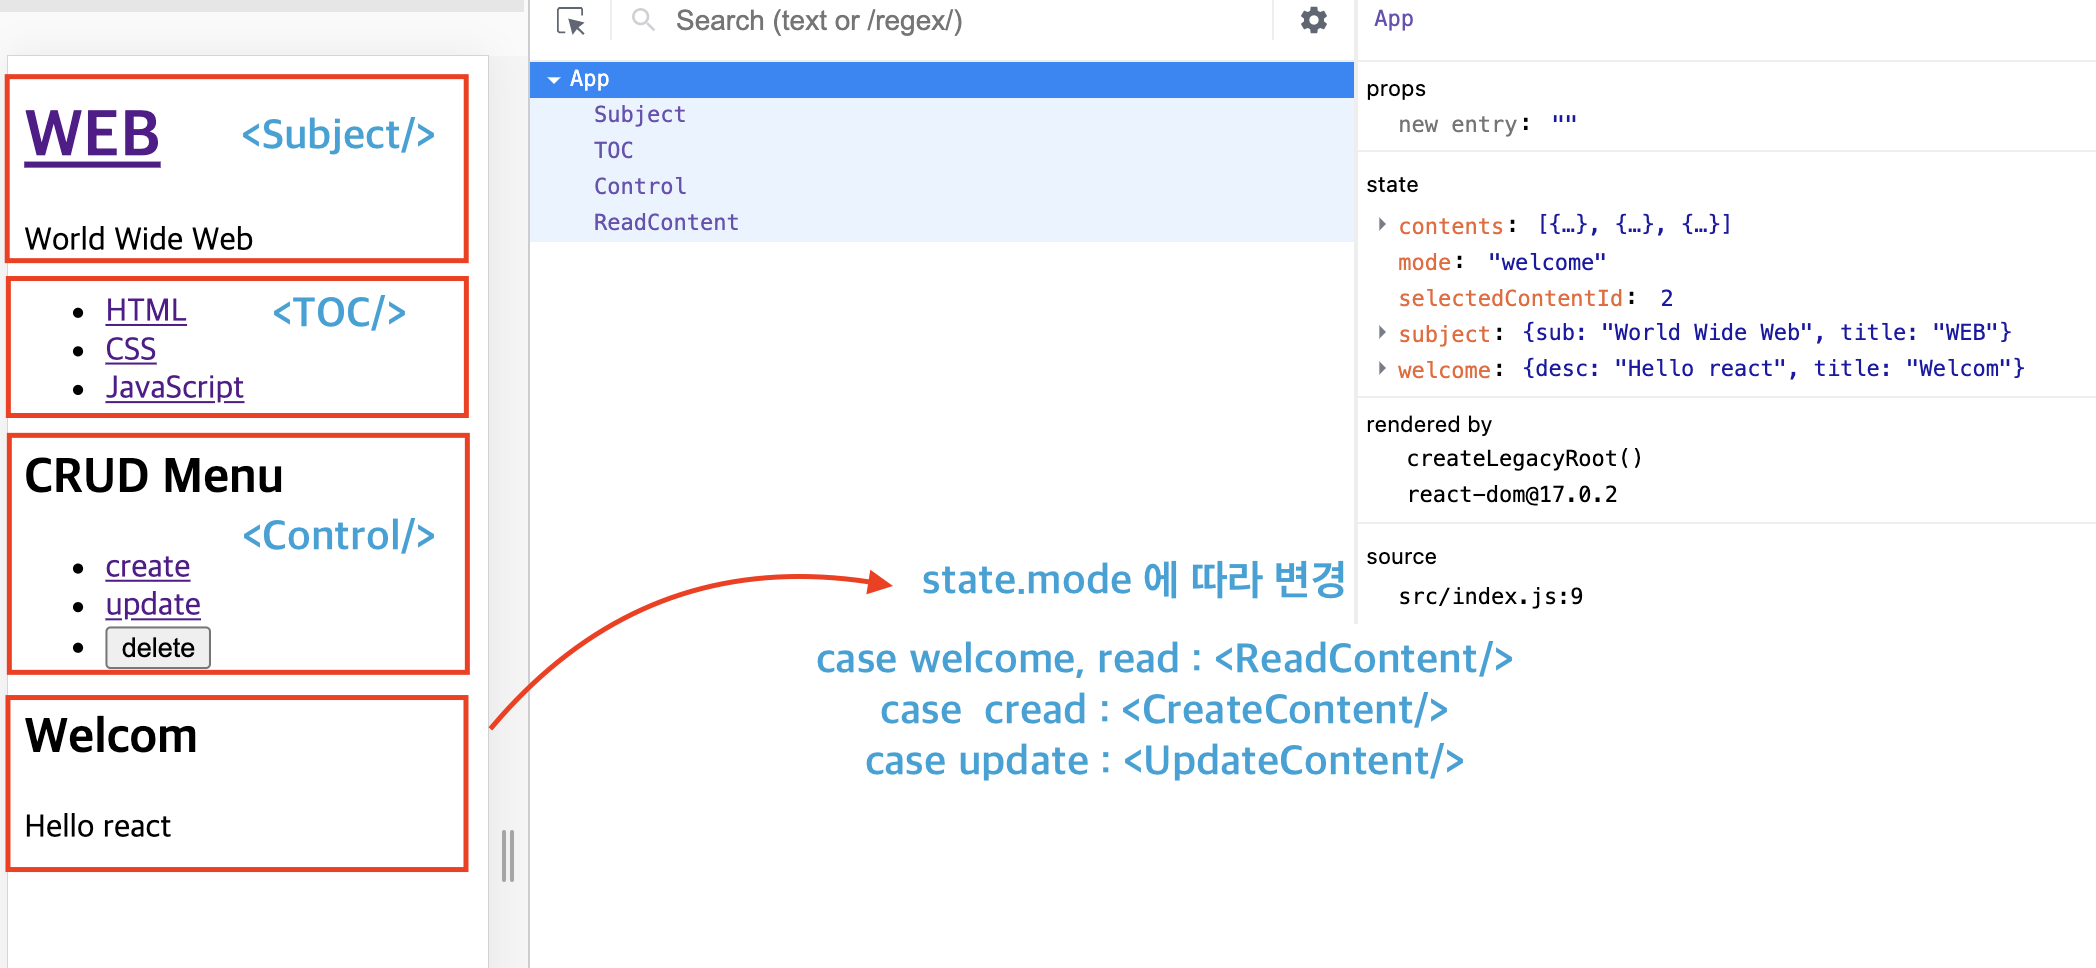 WEB
<Subject/>
World Wide Web
HTML
<TOC/>
CSS
JavaScript
CRUD Menu
<Control/>
create
update
delete
Welcom
Hello react
Search (text or /regex/)
App
Subject
TOC
Control
ReadContent
state.mode 에 따라 변경
case welcome, read : <ReadContent/>
case  cread : <CreateContent/>
case update : <UpdateContent/>
App
props
new entry: ""
state
contents: [{…}, {…}, {…}]
mode: "welcome"
selectedContentId: 2
subject: {sub: "World Wide Web", title: "WEB"}
welcome: {desc: "Hello react", title: "Welcom"}
rendered by
createLegacyRoot()
react-dom@17.0.2
source
src/index.js:9